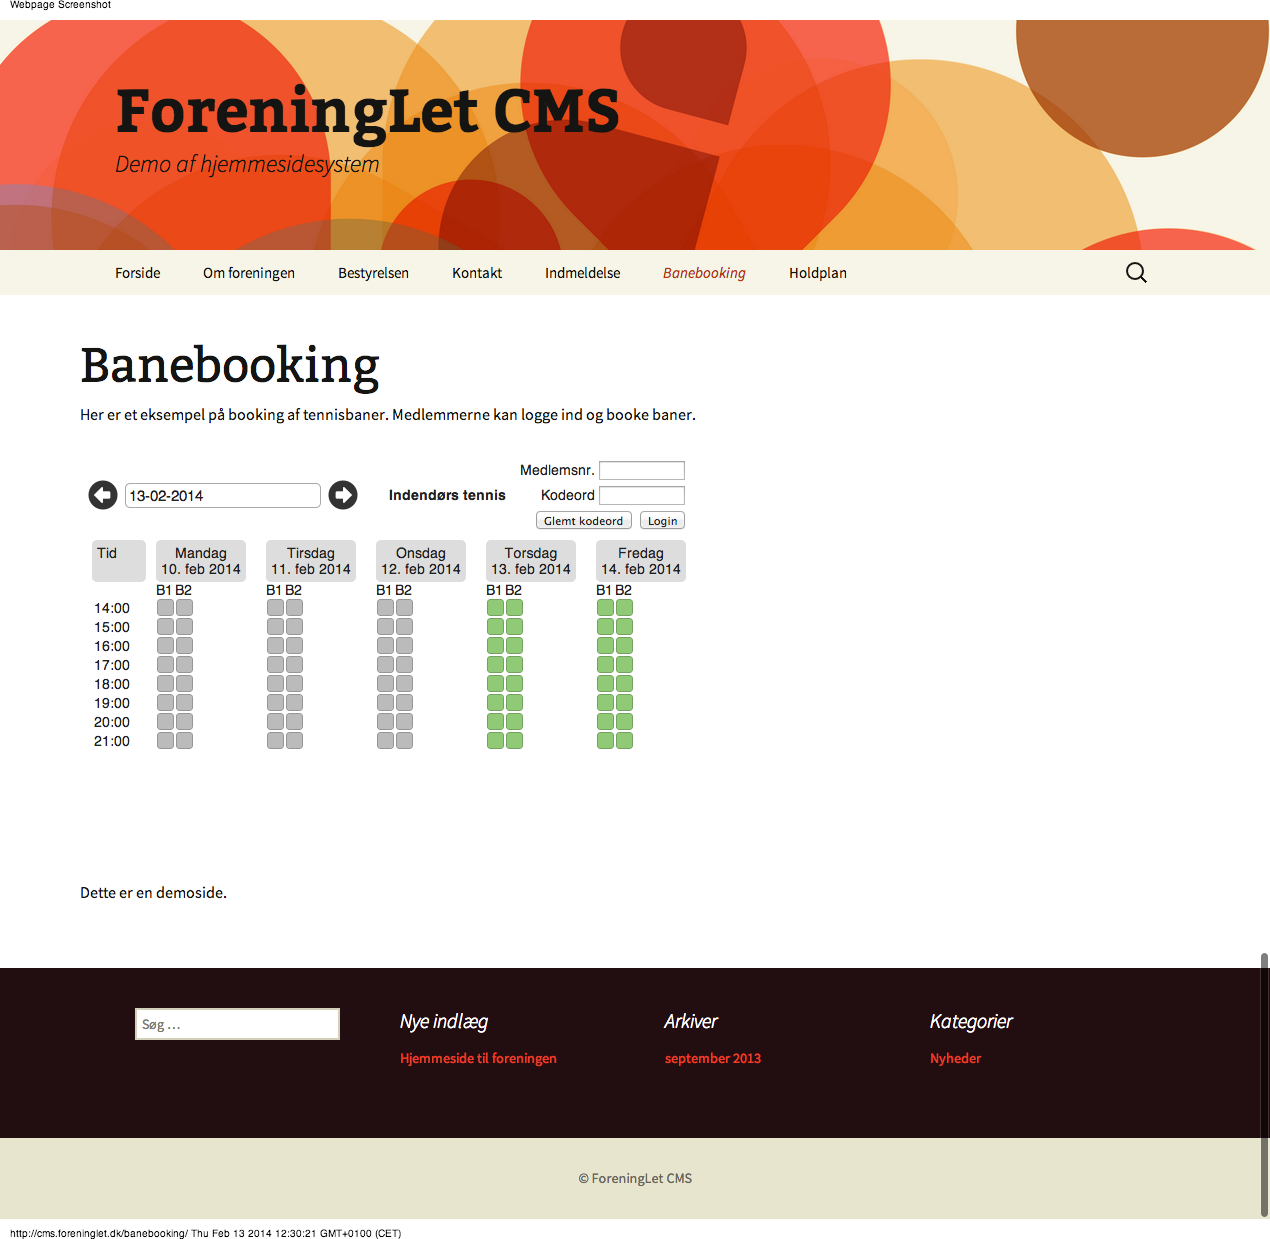 Webpage Screenshot
ForeningLet CMS
Demo af hjemmesidesystem
Forside Om foreningen Bestyrelsen Kontakt Indmeldelse Banebooking Holdplan
Banebooking
Her er et eksempel på booking af tennisbaner. Medlemmerne kan logge ind og booke baner.
Medlemsnr.
13-02-2014 Indendørs tennis Kodeord
Glemt kodeord Login
Tid Mandag Tirsdag Onsdag Torsdag Fredag
10. feb 2014 11. feb 2014 12. feb 2014 13. feb 2014 14. feb 2014
B1 B2 B1 B2 B1 B2 B1 B2 B1 B2
14:00
15:00
16:00
17:00
18:00
19:00
20:00
21:00
Dette er en demoside.
Søg ... Nye indlæg Arkiver Kategorier
Hjemmeside til foreningen september 2013 Nyheder
© ForeningLet CMS
http://cms.foreninglet.dk/banebooking/ Thu Feb 13 2014 12:30:21 GMT+0100 (CET)